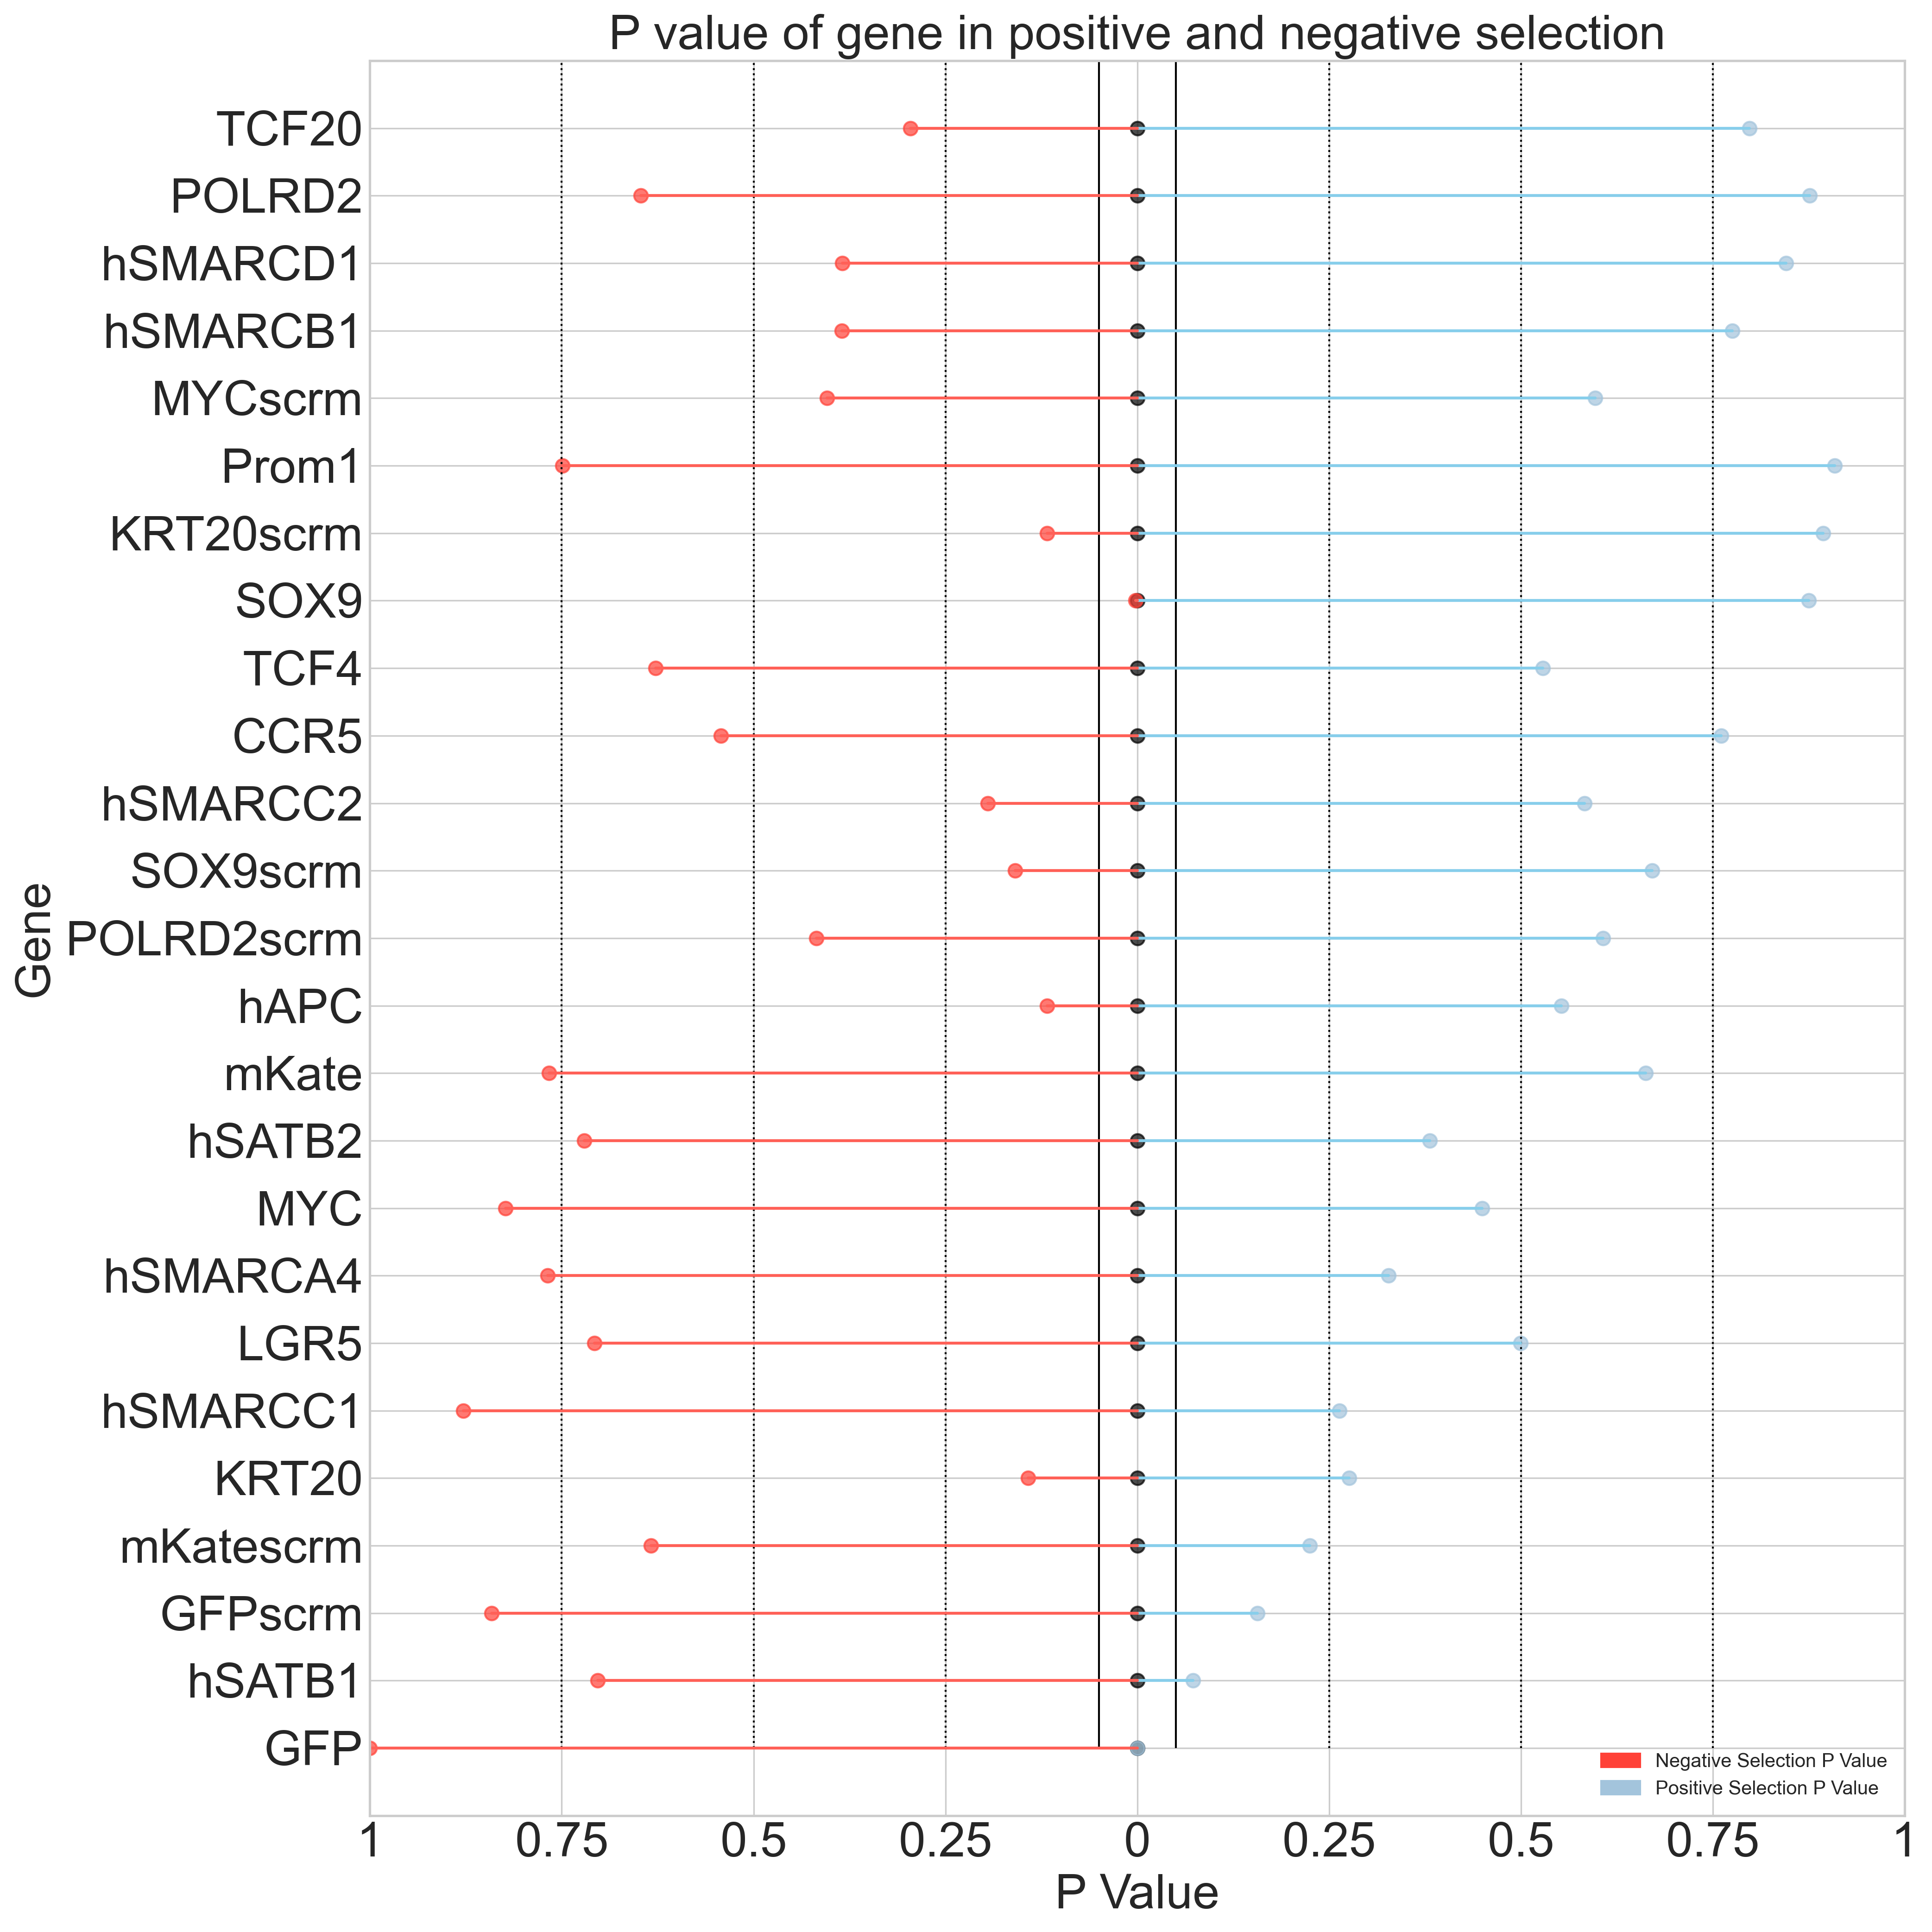 P value of gene in positive and negative selection
TCF20
POLRD2
hSMARCD1
hSMARCB1
MYCscrm
Prom1
KRT20scrm
SOX9
TCF4
CCR5
hSMARCC2
SOX9scrm
POLRD2scrm
hAPC
mKate
hSATB2
MYC
hSMARCA4
LGR5
hSMARCC1
KRT20
mKatescrm
GFPscrm
hSATB1
GFP
Gene
Negative Selection P Value
Positive Selection P Value
1 0.75 0.5 0.25 0 0.25 0.5 0.75 1
P Value